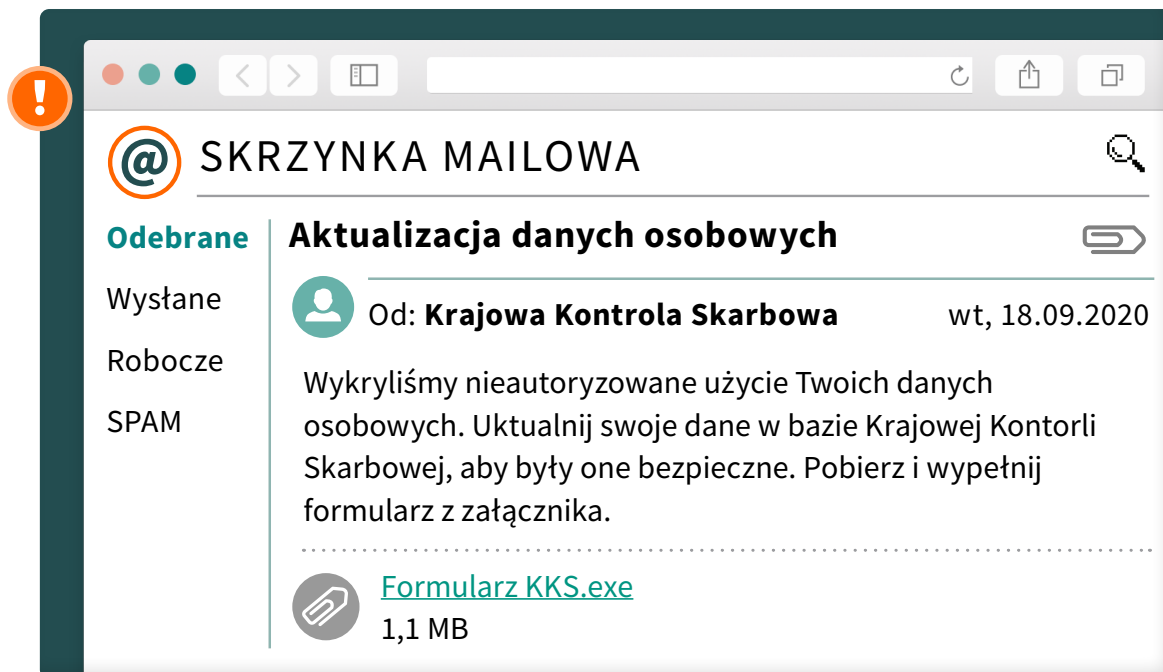 !
@ SKRZYNKA MAILOWA
Odebrane
Wysłane
Robocze
SPAM
Aktualizacja danych osobowych
Od: Krajowa Kontrola Skarbowa wt, 18.09.2020
Wykryliśmy nieautoryzowane użycie Twoich danych
osobowych. Uktualnij swoje dane w bazie Krajowej Kontorli
Skarbowej, aby były one bezpieczne. Pobierz i wypełnij
formularz z załącznika.
Formularz KKS.exe
1,1 MB